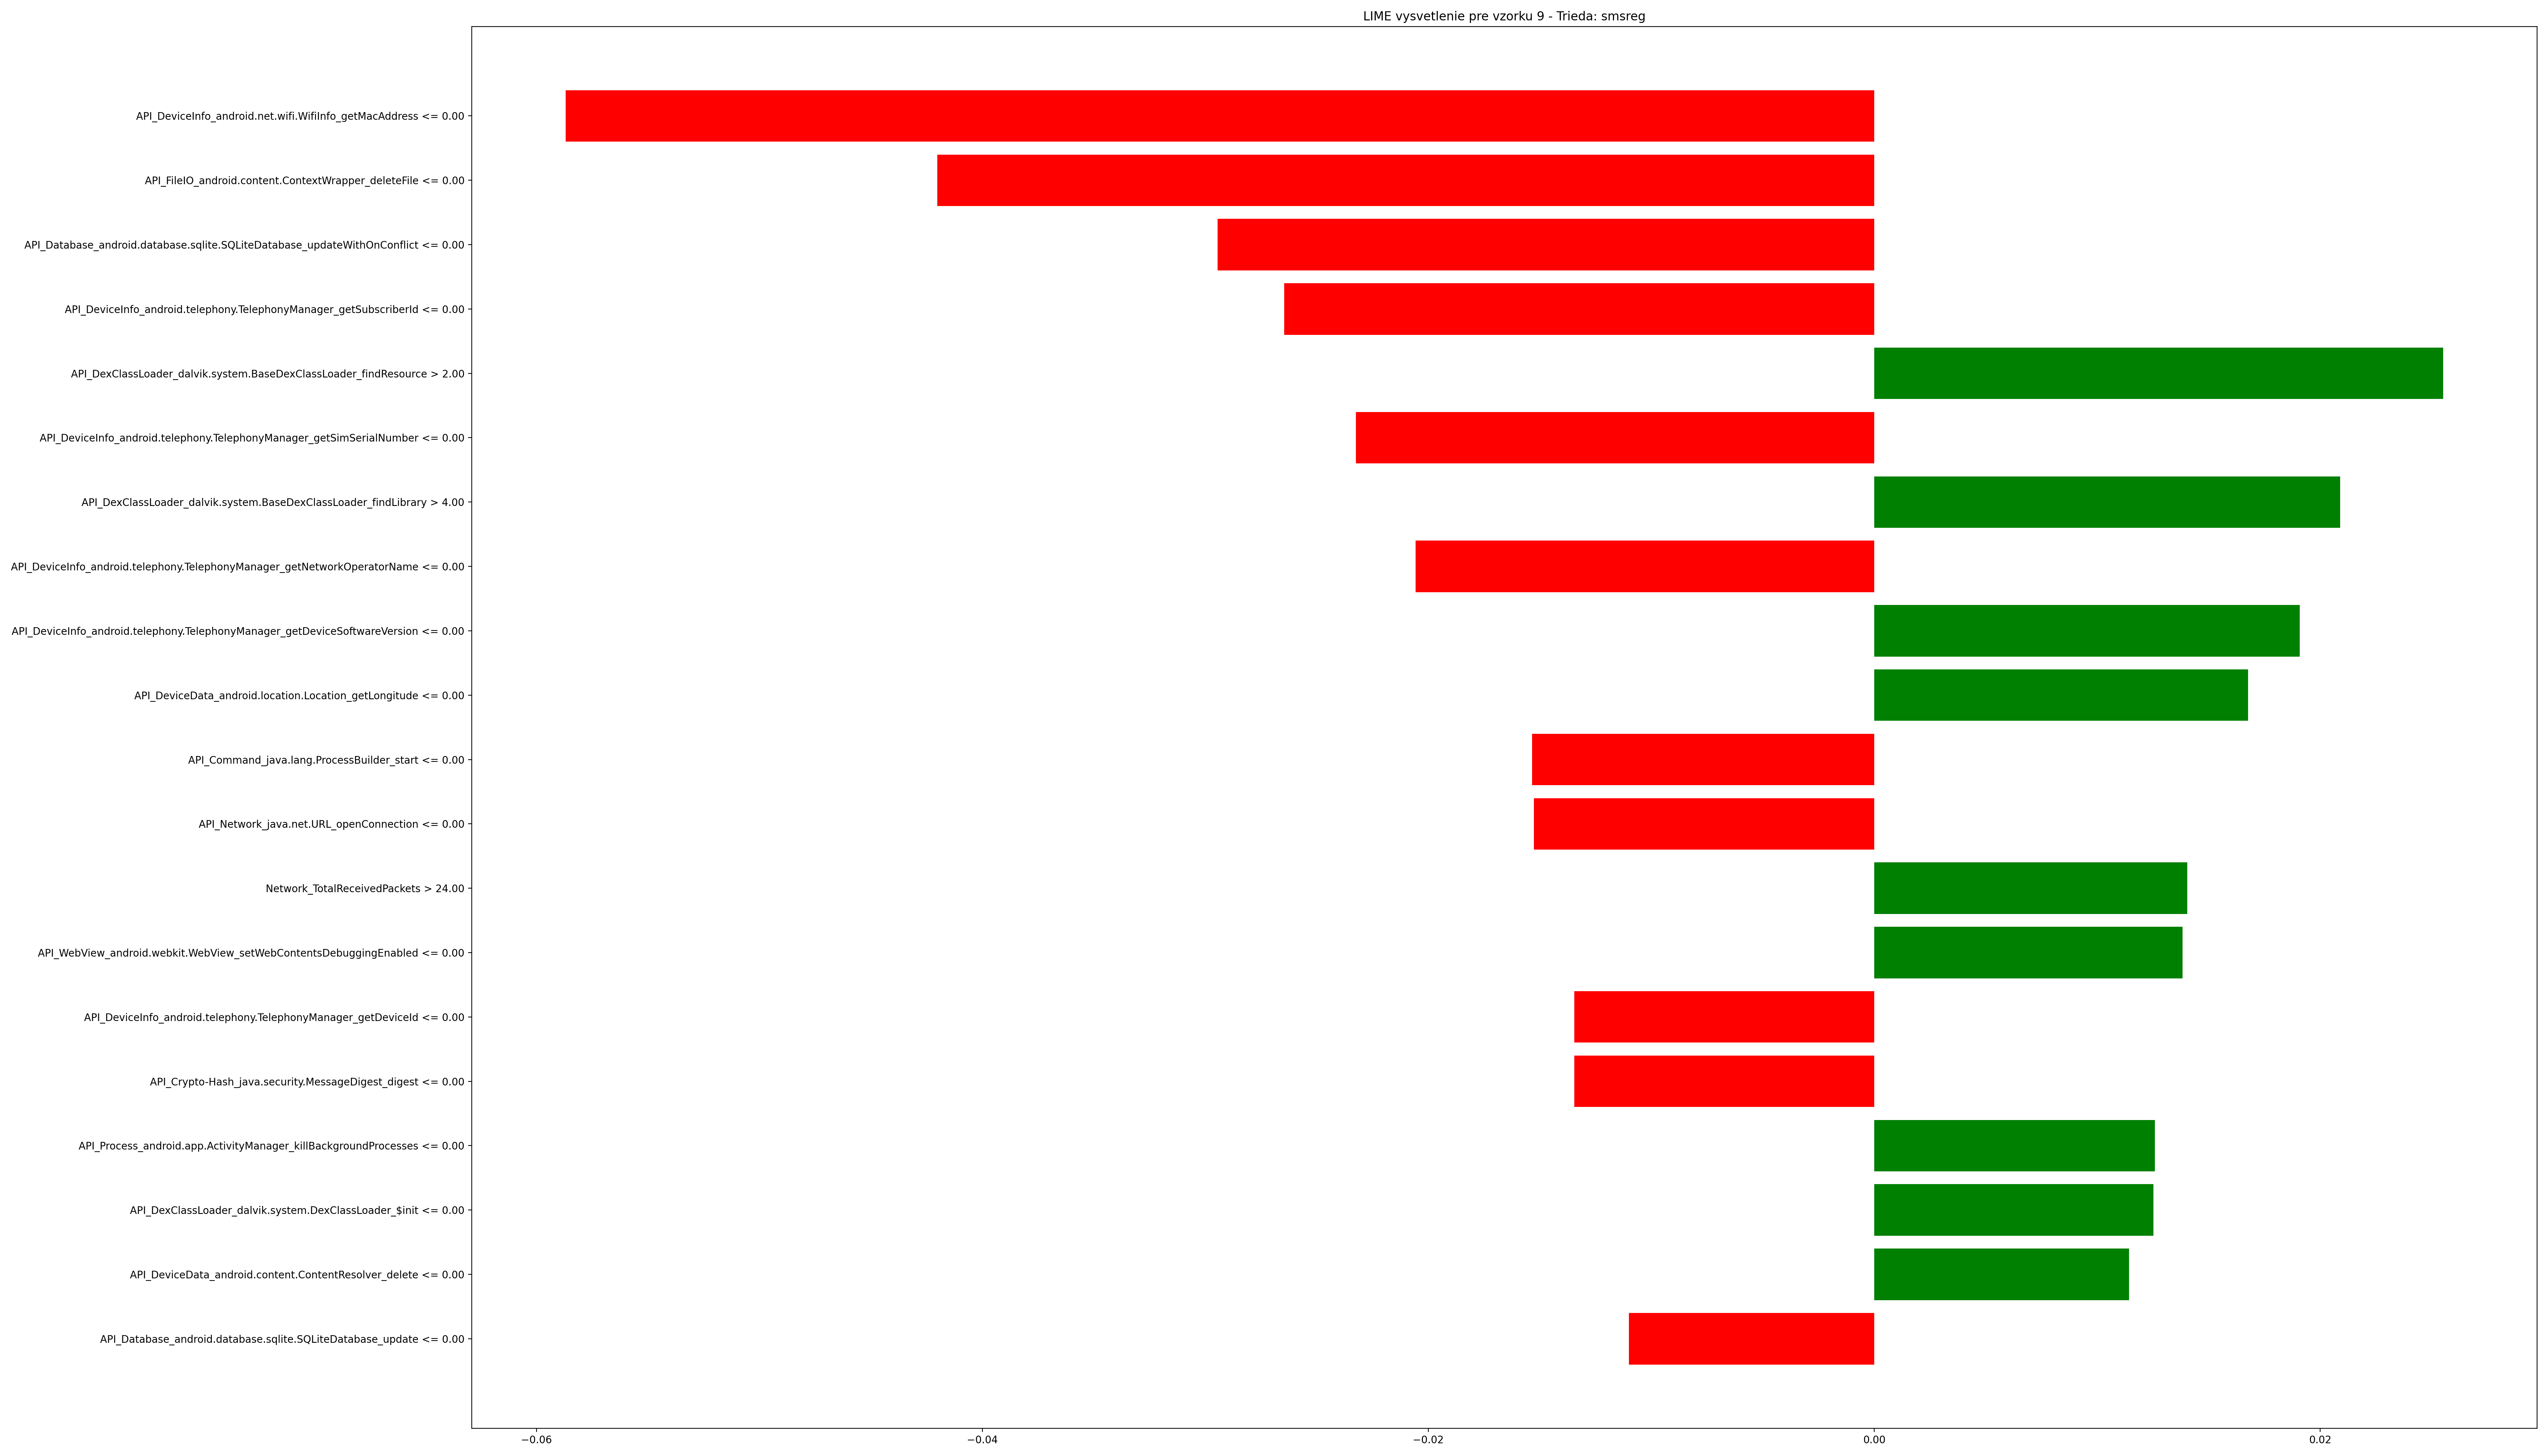 LIME vysvetlenie pre vzorku 9 - Trieda: smsreg
API_DeviceInfo_android.net.wifi.WifiInfo_getMacAddress <= 0.00
API_FileIO_android.content.ContextWrapper_deleteFile <= 0.00
API_Database_android.database.sqlite.SQLiteDatabase_updateWithOnConflict <= 0.00
API_DeviceInfo_android.telephony.TelephonyManager_getSubscriberId <= 0.00
API_DexClassLoader_dalvik.system.BaseDexClassLoader_findResource > 2.00
API_DeviceInfo_android.telephony.TelephonyManager_getSimSerialNumber <= 0.00
API_DexClassLoader_dalvik.system.BaseDexClassLoader_findLibrary > 4.00
API_DeviceInfo_android.telephony.TelephonyManager_getNetworkOperatorName <= 0.00
API_DeviceInfo_android.telephony.TelephonyManager_getDeviceSoftwareVersion <= 0.00
API_DeviceData_android.location.Location_getLongitude <= 0.00
API_Command_java.lang.ProcessBuilder_start <= 0.00
API_Network_java.net.URL_openConnection <= 0.00
Network_TotalReceivedPackets > 24.00
API_WebView_android.webkit.WebView_setWebContentsDebuggingEnabled <= 0.00
API_DeviceInfo_android.telephony.TelephonyManager_getDeviceId <= 0.00
API_Crypto-Hash_java.security.MessageDigest_digest <= 0.00
API_Process_android.app.ActivityManager_killBackgroundProcesses <= 0.00
API_DexClassLoader_dalvik.system.DexClassLoader_$init <= 0.00
API_DeviceData_android.content.ContentResolver_delete <= 0.00
API_Database_android.database.sqlite.SQLiteDatabase_update <= 0.00
−0.06 −0.04 −0.02 0.00 0.02